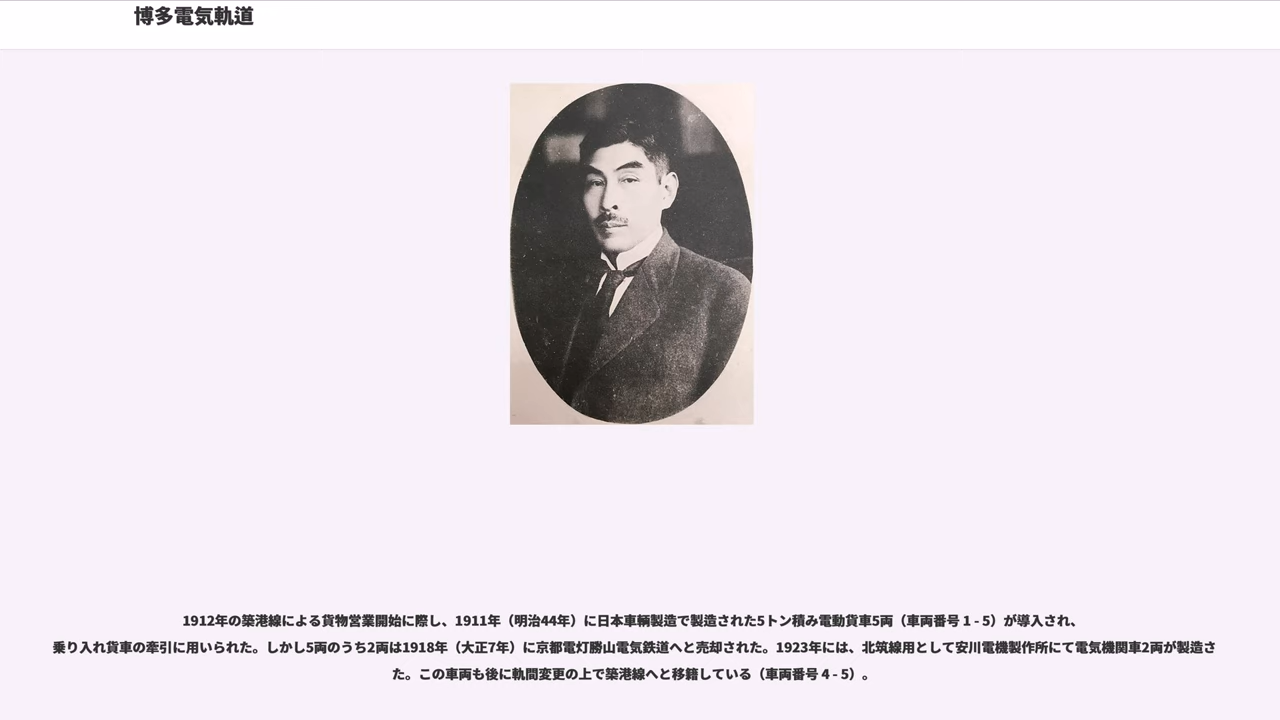 博多電気軌道
1912年の築港線による貨物営業開始に際し、1911年（明治44年）に日本車輌製造で製造された5トン積み電動貨車5両（車両番号 1 - 5）が導入され、
乗り入れ貨車の牽引に用いられた。しかし5両のうち2両は1918年（大正7年）に京都電灯勝山電気鉄道へと売却された。1923年には、北筑線用として安川電機製作所にて電気機関車2両が製造さ
た。この車両も後に軌間変更の上で築港線へと移籍している（車両番号 4 - 5）。